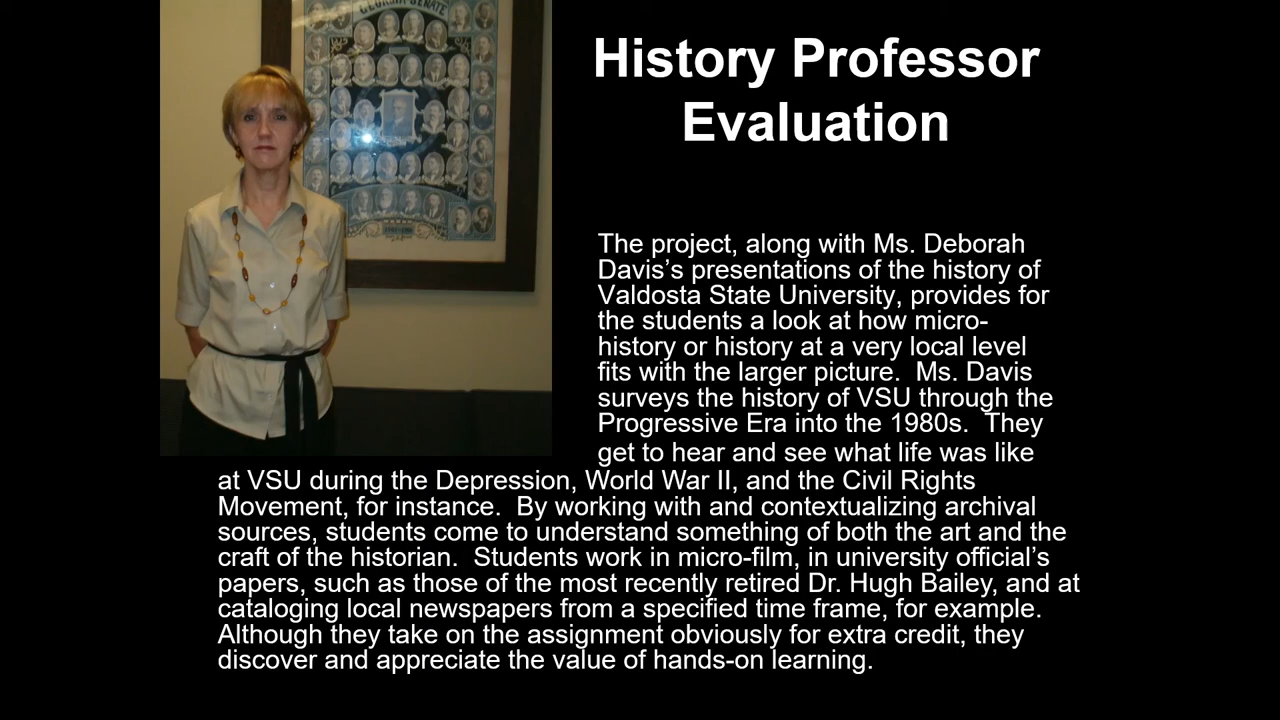 GEORGIA SENATE
History Professor
Evaluation
The project, along with Ms. Deborah
Davis’s presentations of the history of
Valdosta State University, provides for
the students a look at how micro-
history or history at a very local level
fits with the larger picture.  Ms. Davis
surveys the history of VSU through the
Progressive Era into the 1980s.  They
get to hear and see what life was like
at VSU during the Depression, World War II, and the Civil Rights
Movement, for instance.  By working with and contextualizing archival
sources, students come to understand something of both the art and the
craft of the historian.  Students work in micro-film, in university official’s
papers, such as those of the most recently retired Dr. Hugh Bailey, and at
cataloging local newspapers from a specified time frame, for example.
Although they take on the assignment obviously for extra credit, they
discover and appreciate the value of hands-on learning.